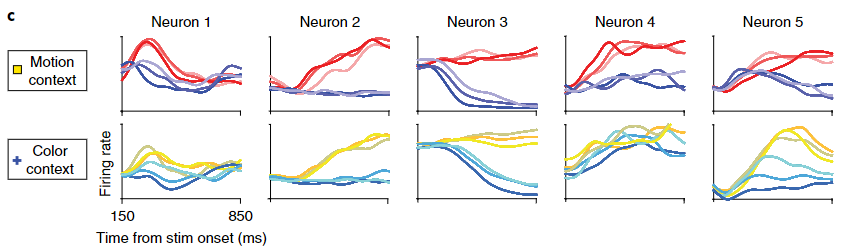 c
Neuron 1 Neuron 2 Neuron 3 Neuron 4 Neuron 5
Motion
context
Color
context
Firing rate
150 850
Time from stim onset (ms)